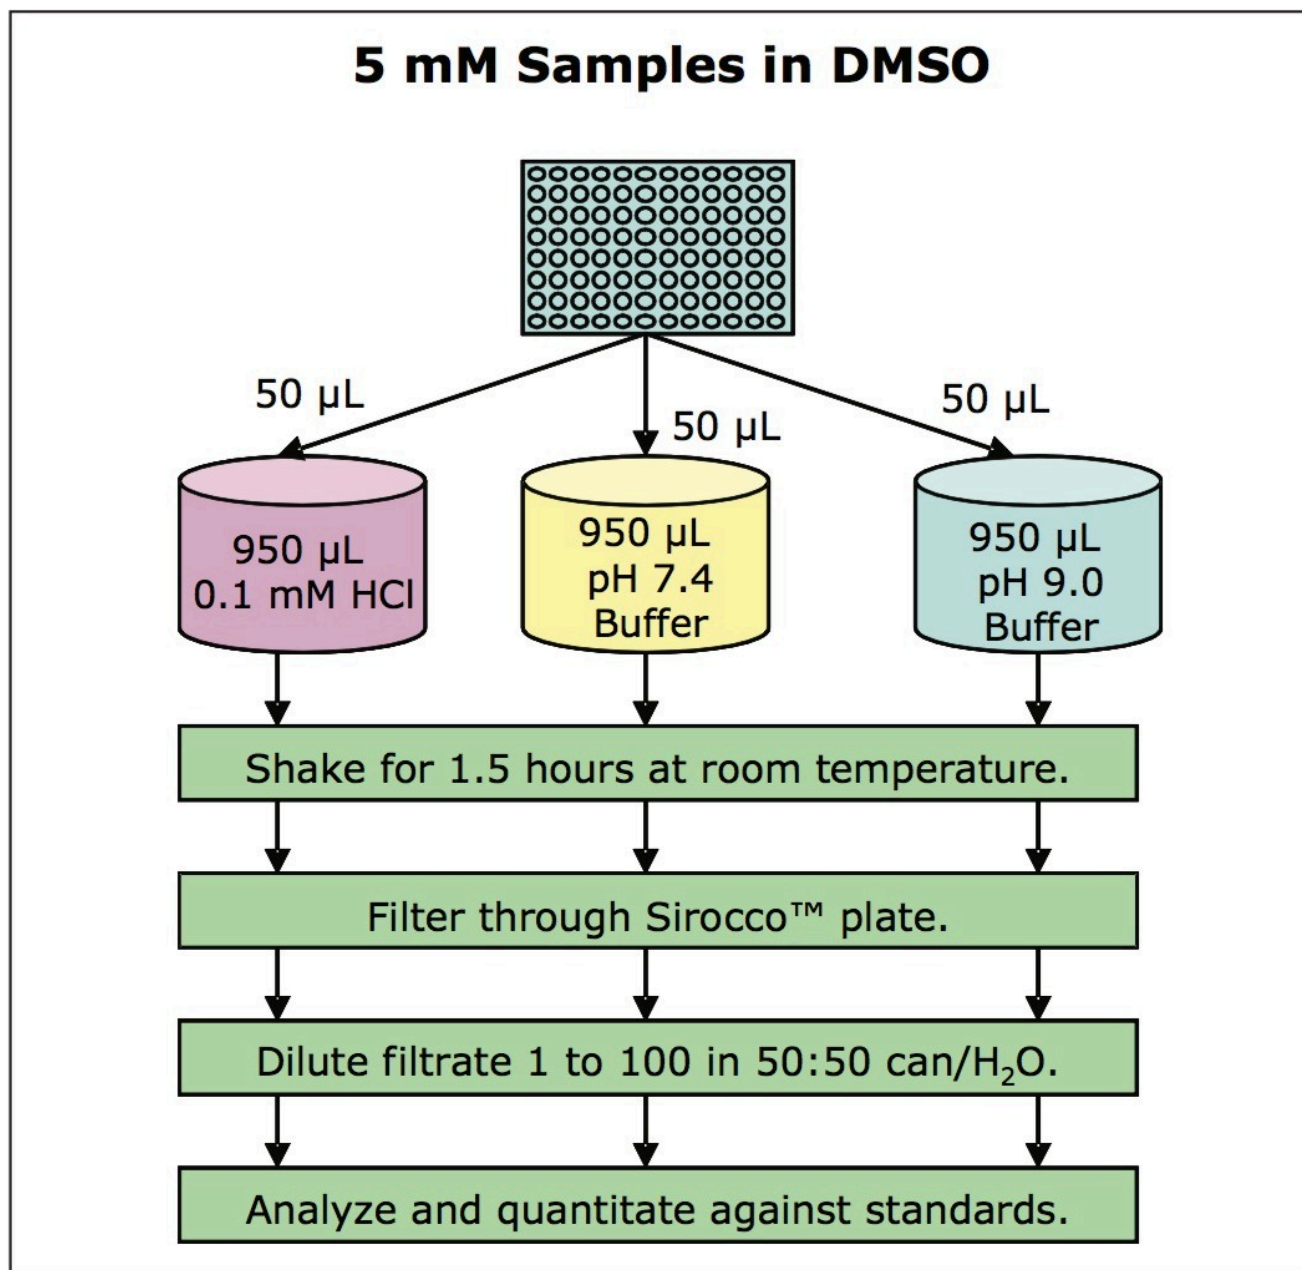 5 mM Samples in DMSO
50 µL
50 µL
50 µL
950 µL
0.1 mM HCl
950 µL
pH 7.4
Buffer
950 µL
pH 9.0
Buffer
Shake for 1.5 hours at room temperature.
Filter through Sirocco™ plate.
Dilute filtrate 1 to 100 in 50:50 can/H₂O.
Analyze and quantitate against standards.